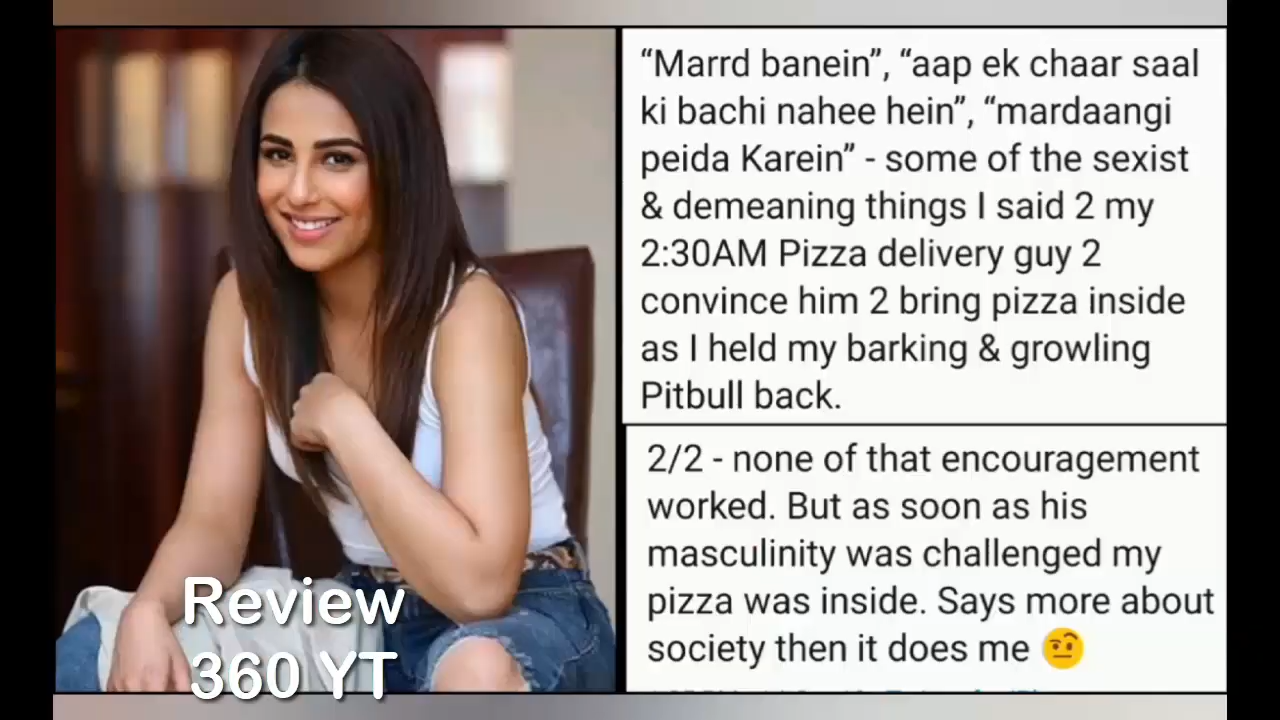 “Marrd banein”, “aap ek chaar saal
ki bachi nahee hein”, “mardaangi
peida Karein” - some of the sexist
& demeaning things I said 2 my
2:30AM Pizza delivery guy 2
convince him 2 bring pizza inside
as I held my barking & growling
Pitbull back.
2/2 - none of that encouragement
worked. But as soon as his
masculinity was challenged my
pizza was inside. Says more about
society then it does me 🤨
Review
360 YT